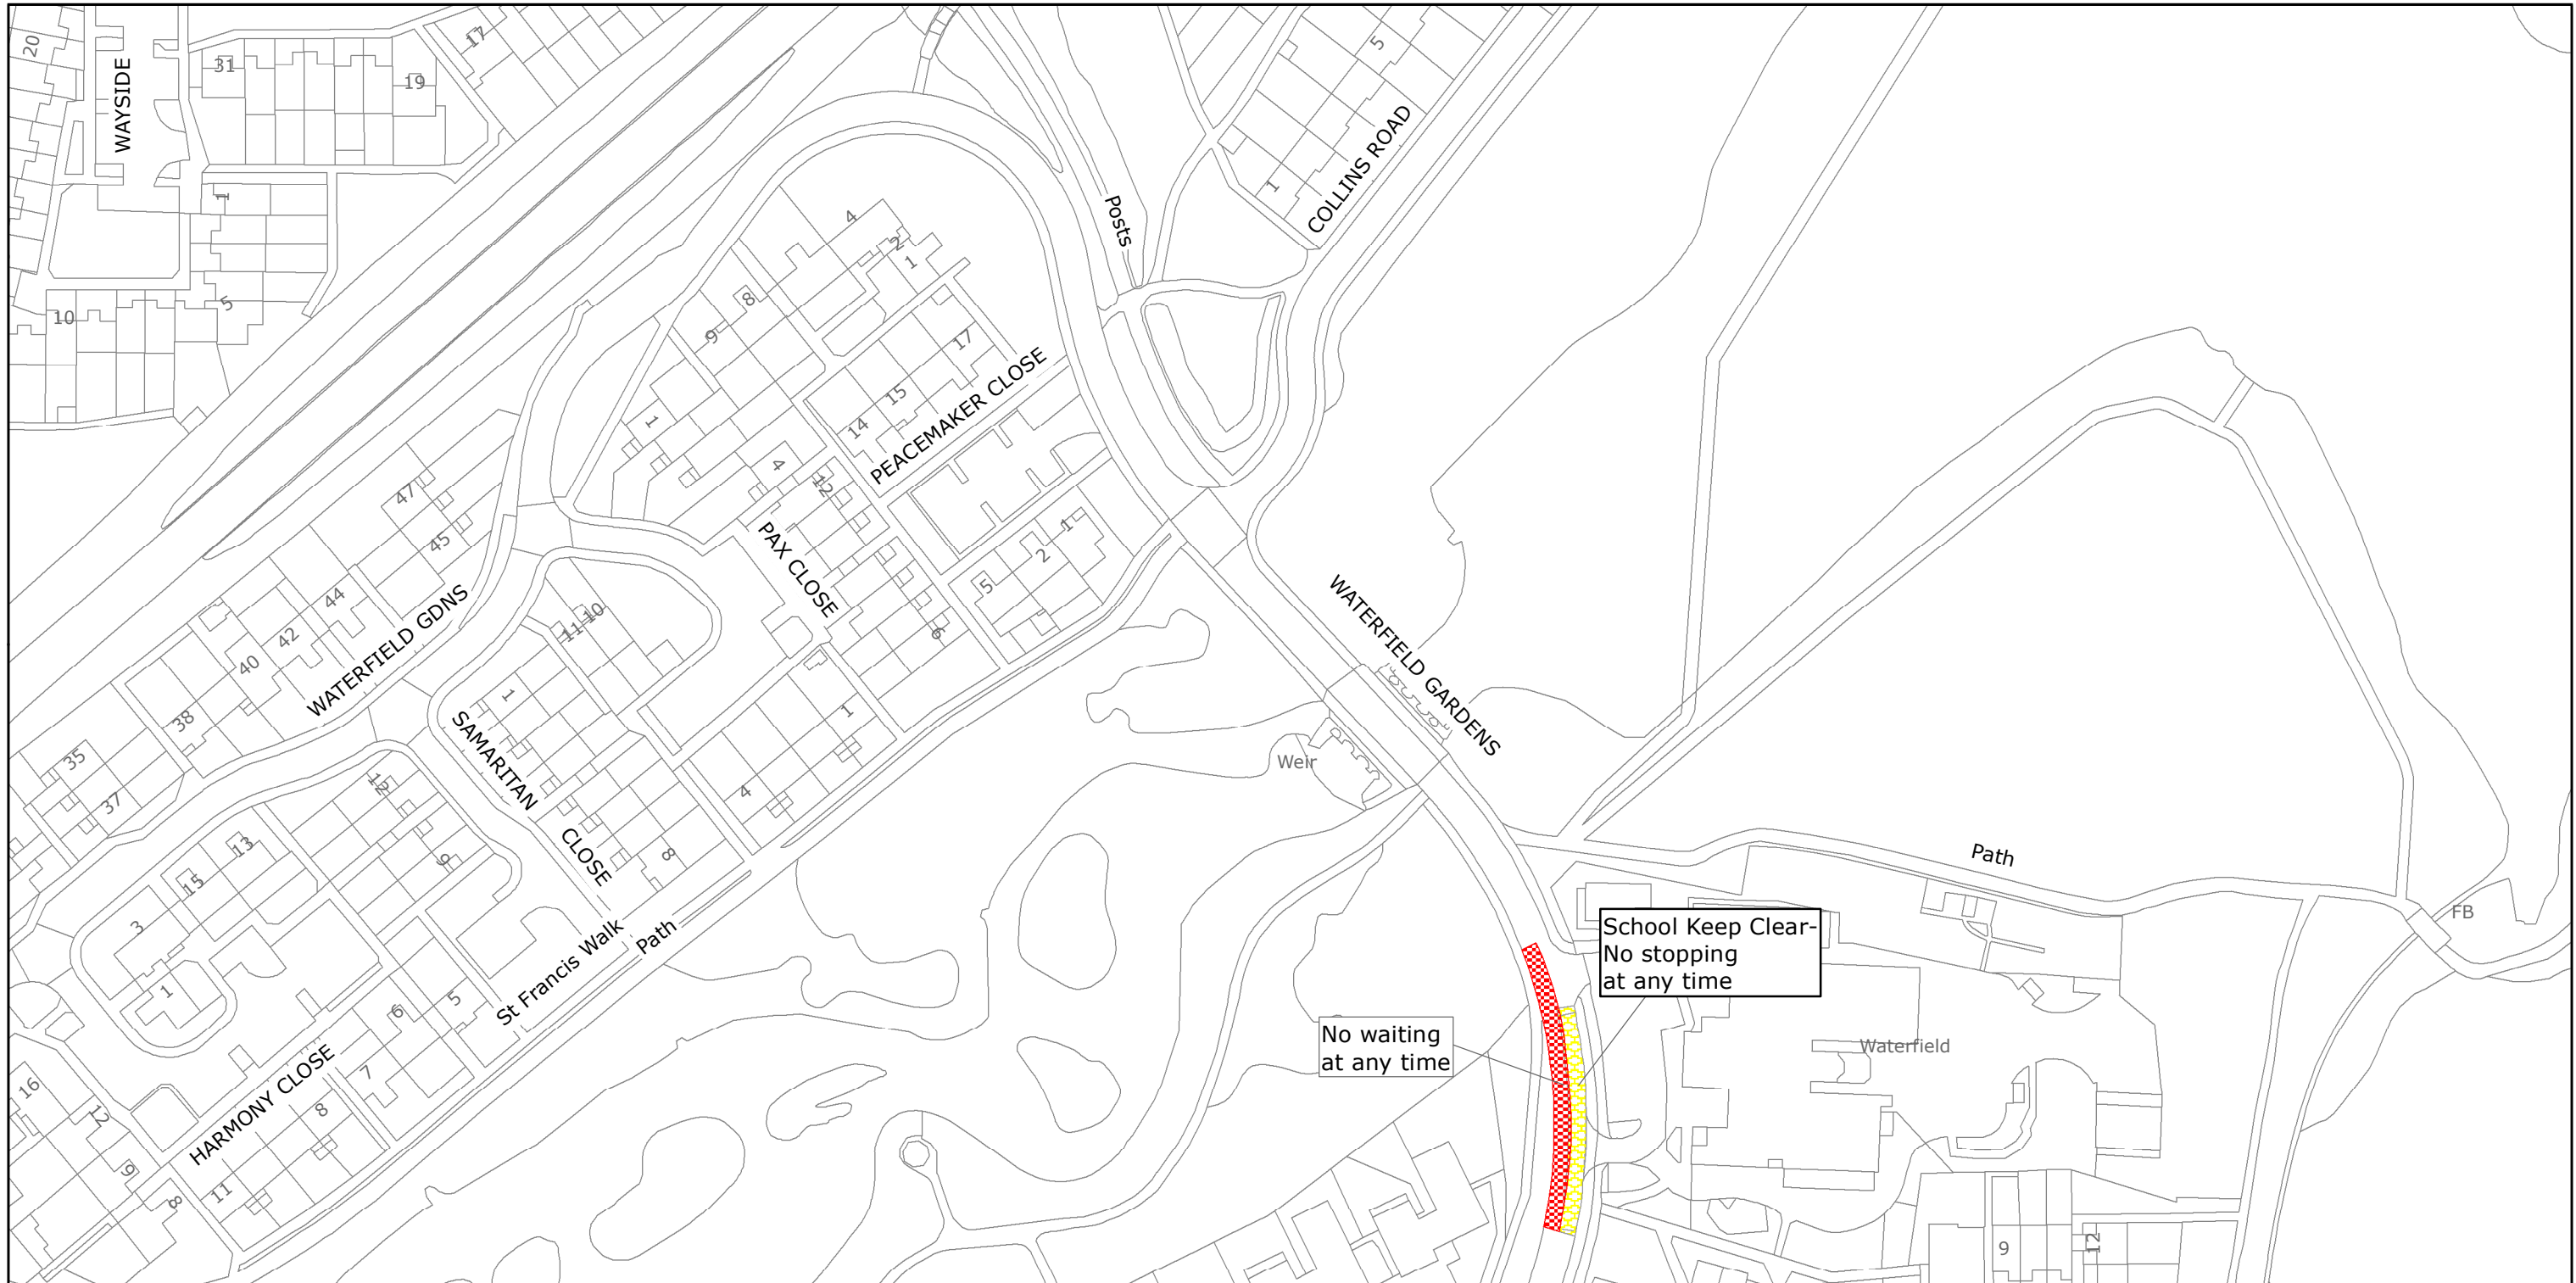 20
WAYSIDE
31
19
17
5
1
COLLINS ROAD
Posts
1
5
10
4
2
1
8
9
17
15
14
PEACEMAKER CLOSE
1
4
12
PAX CLOSE
47
45
44
42
40
38
WATERFIELD GDNS
35
37
11
10
1
SAMARITAN
CLOSE
6
1
4
8
5
2
1
WATERFIELD GARDENS
Weir
12
9
13
15
3
1
St Francis Walk
Path
Path
FB
School Keep Clear-
No stopping
at any time
No waiting
at any time
Waterfield
6
5
7
8
HARMONY CLOSE
16
12
9
8
11
9
12